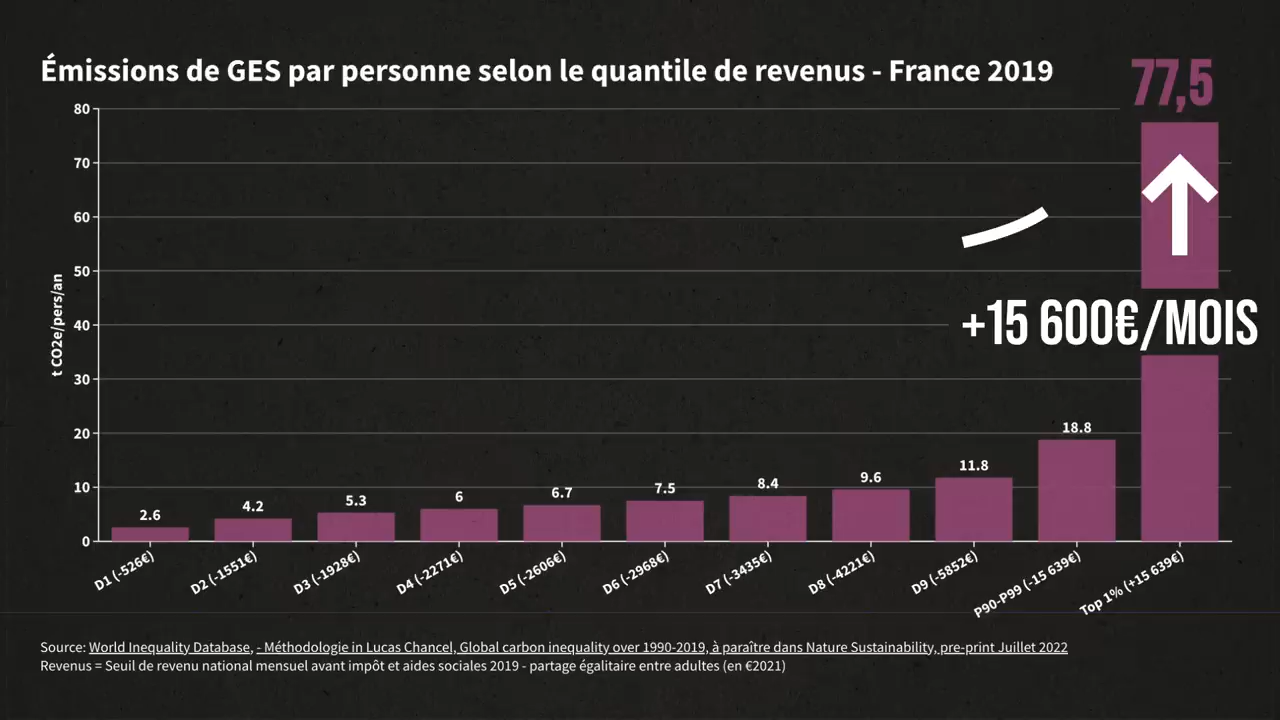 Émissions de GES par personne selon le quantile de revenus - France 2019
77,5
80
70
60
50
40
30
20
10
0
t CO2e/pers/an
+15 600€/MOIS
2.6
4.2
5.3
6
6.7
7.5
8.4
9.6
11.8
18.8
D1 (-526€)
D2 (-1551€)
D3 (-1928€)
D4 (-2271€)
D5 (-2606€)
D6 (-2968€)
D7 (-3435€)
D8 (-4221€)
D9 (-5852€)
P90-P99 (-15 639€)
Top 1% (+15 639€)
Source: World Inequality Database, - Méthodologie in Lucas Chancel, Global carbon inequality over 1990-2019, à paraître dans Nature Sustainability, pre-print Juillet 2022
Revenus = Seuil de revenu national mensuel avant impôt et aides sociales 2019 - partage égalitaire entre adultes (en €2021)